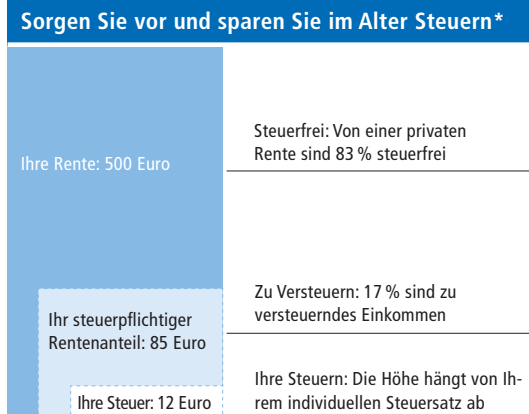 Sorgen Sie vor und sparen Sie im Alter Steuern*
Ihre Rente: 500 Euro
Steuerfrei: Von einer privaten
Rente sind 83 % steuerfrei
Ihr steuerpflichtiger
Rentenanteil: 85 Euro
Zu Versteuern: 17 % sind zu
versteuerndes Einkommen
Ihre Steuer: 12 Euro
Ihre Steuern: Die Höhe hängt von Ih-
rem individuellen Steuersatz ab